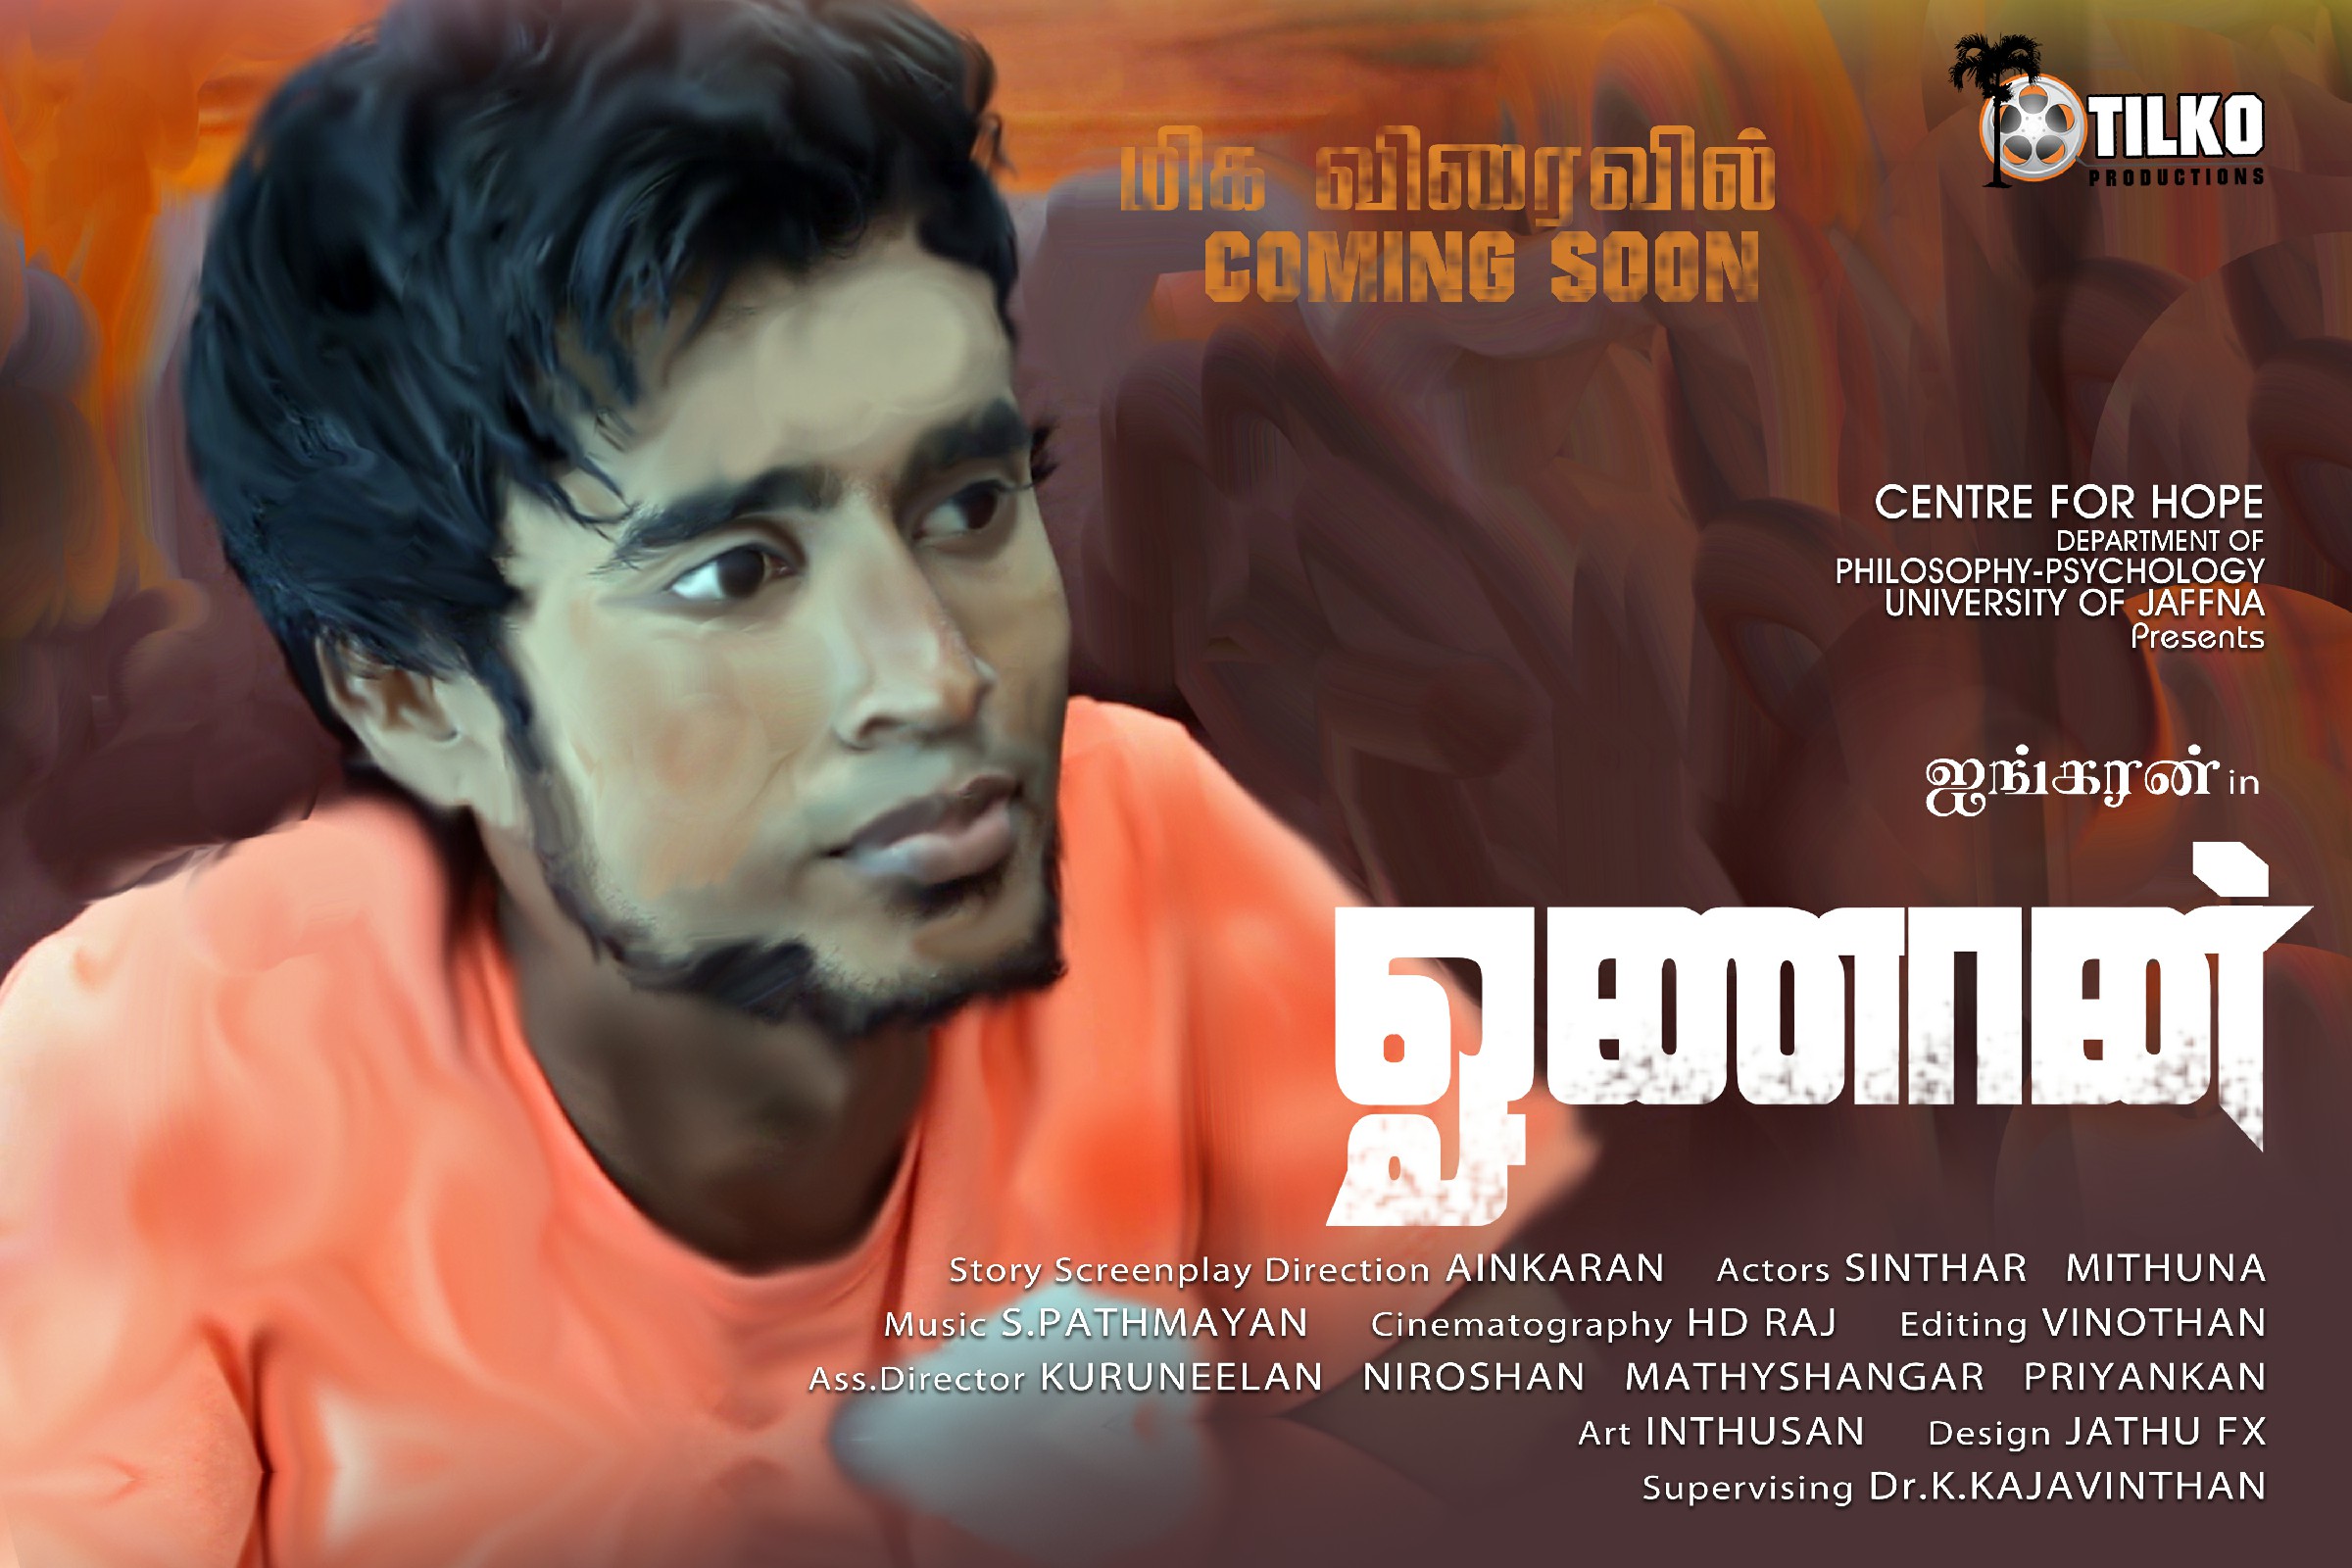 TILKO
PRODUCTIONS
மிக விரைவில்
COMING SOON
CENTRE FOR HOPE
DEPARTMENT OF
PHILOSOPHY-PSYCHOLOGY
UNIVERSITY OF JAFFNA
Presents
ஐங்கரன் in
ஓணான்
Story Screenplay Direction AINKARAN Actors SINTHAR MITHUNA
Music S.PATHMAYAN Cinematography HD RAJ Editing VINOTHAN
Ass.Director KURUNEELAN NIROSHAN MATHYSHANGAR PRIYANKAN
Art INTHUSAN Design JATHU FX
Supervising Dr.K.KAJAVINTHAN